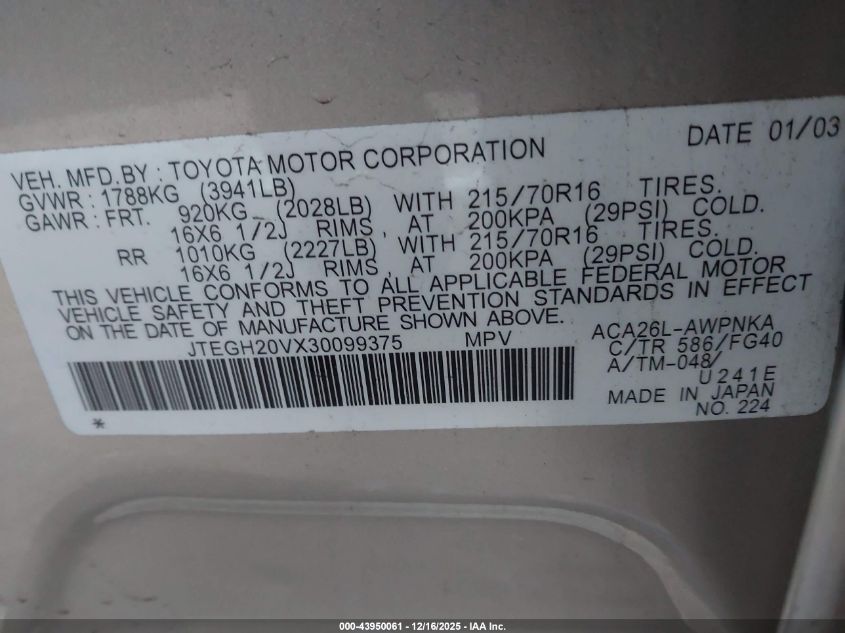 DATE 01/03
VEH. MFD.BY : TOYOTA MOTOR CORPORATION
GVWR : 1788KG (3941LB)
GAWR : FRT. 920KG (2028LB) WITH 215/70R16 TIRES.
16X6 1/2J RIMS, AT 200KPA (29PSI) COLD.
RR 1010KG (2227LB) WITH 215/70R16 TIRES.
16X6 1/2J RIMS, AT 200KPA (29PSI) COLD.
THIS VEHICLE CONFORMS TO ALL APPLICABLE FEDERAL MOTOR
VEHICLE SAFETY AND THEFT PREVENTION STANDARDS IN EFFECT
ON THE DATE OF MANUFACTURE SHOWN ABOVE.
JTEGH20VX30099375 MPV
ACA26L-AWPNKA
C/TR 586/FG40
A/TM-048/
U241E
MADE IN JAPAN
NO. 224
*
000-43950061 - 12/16/2025 - IAA Inc.